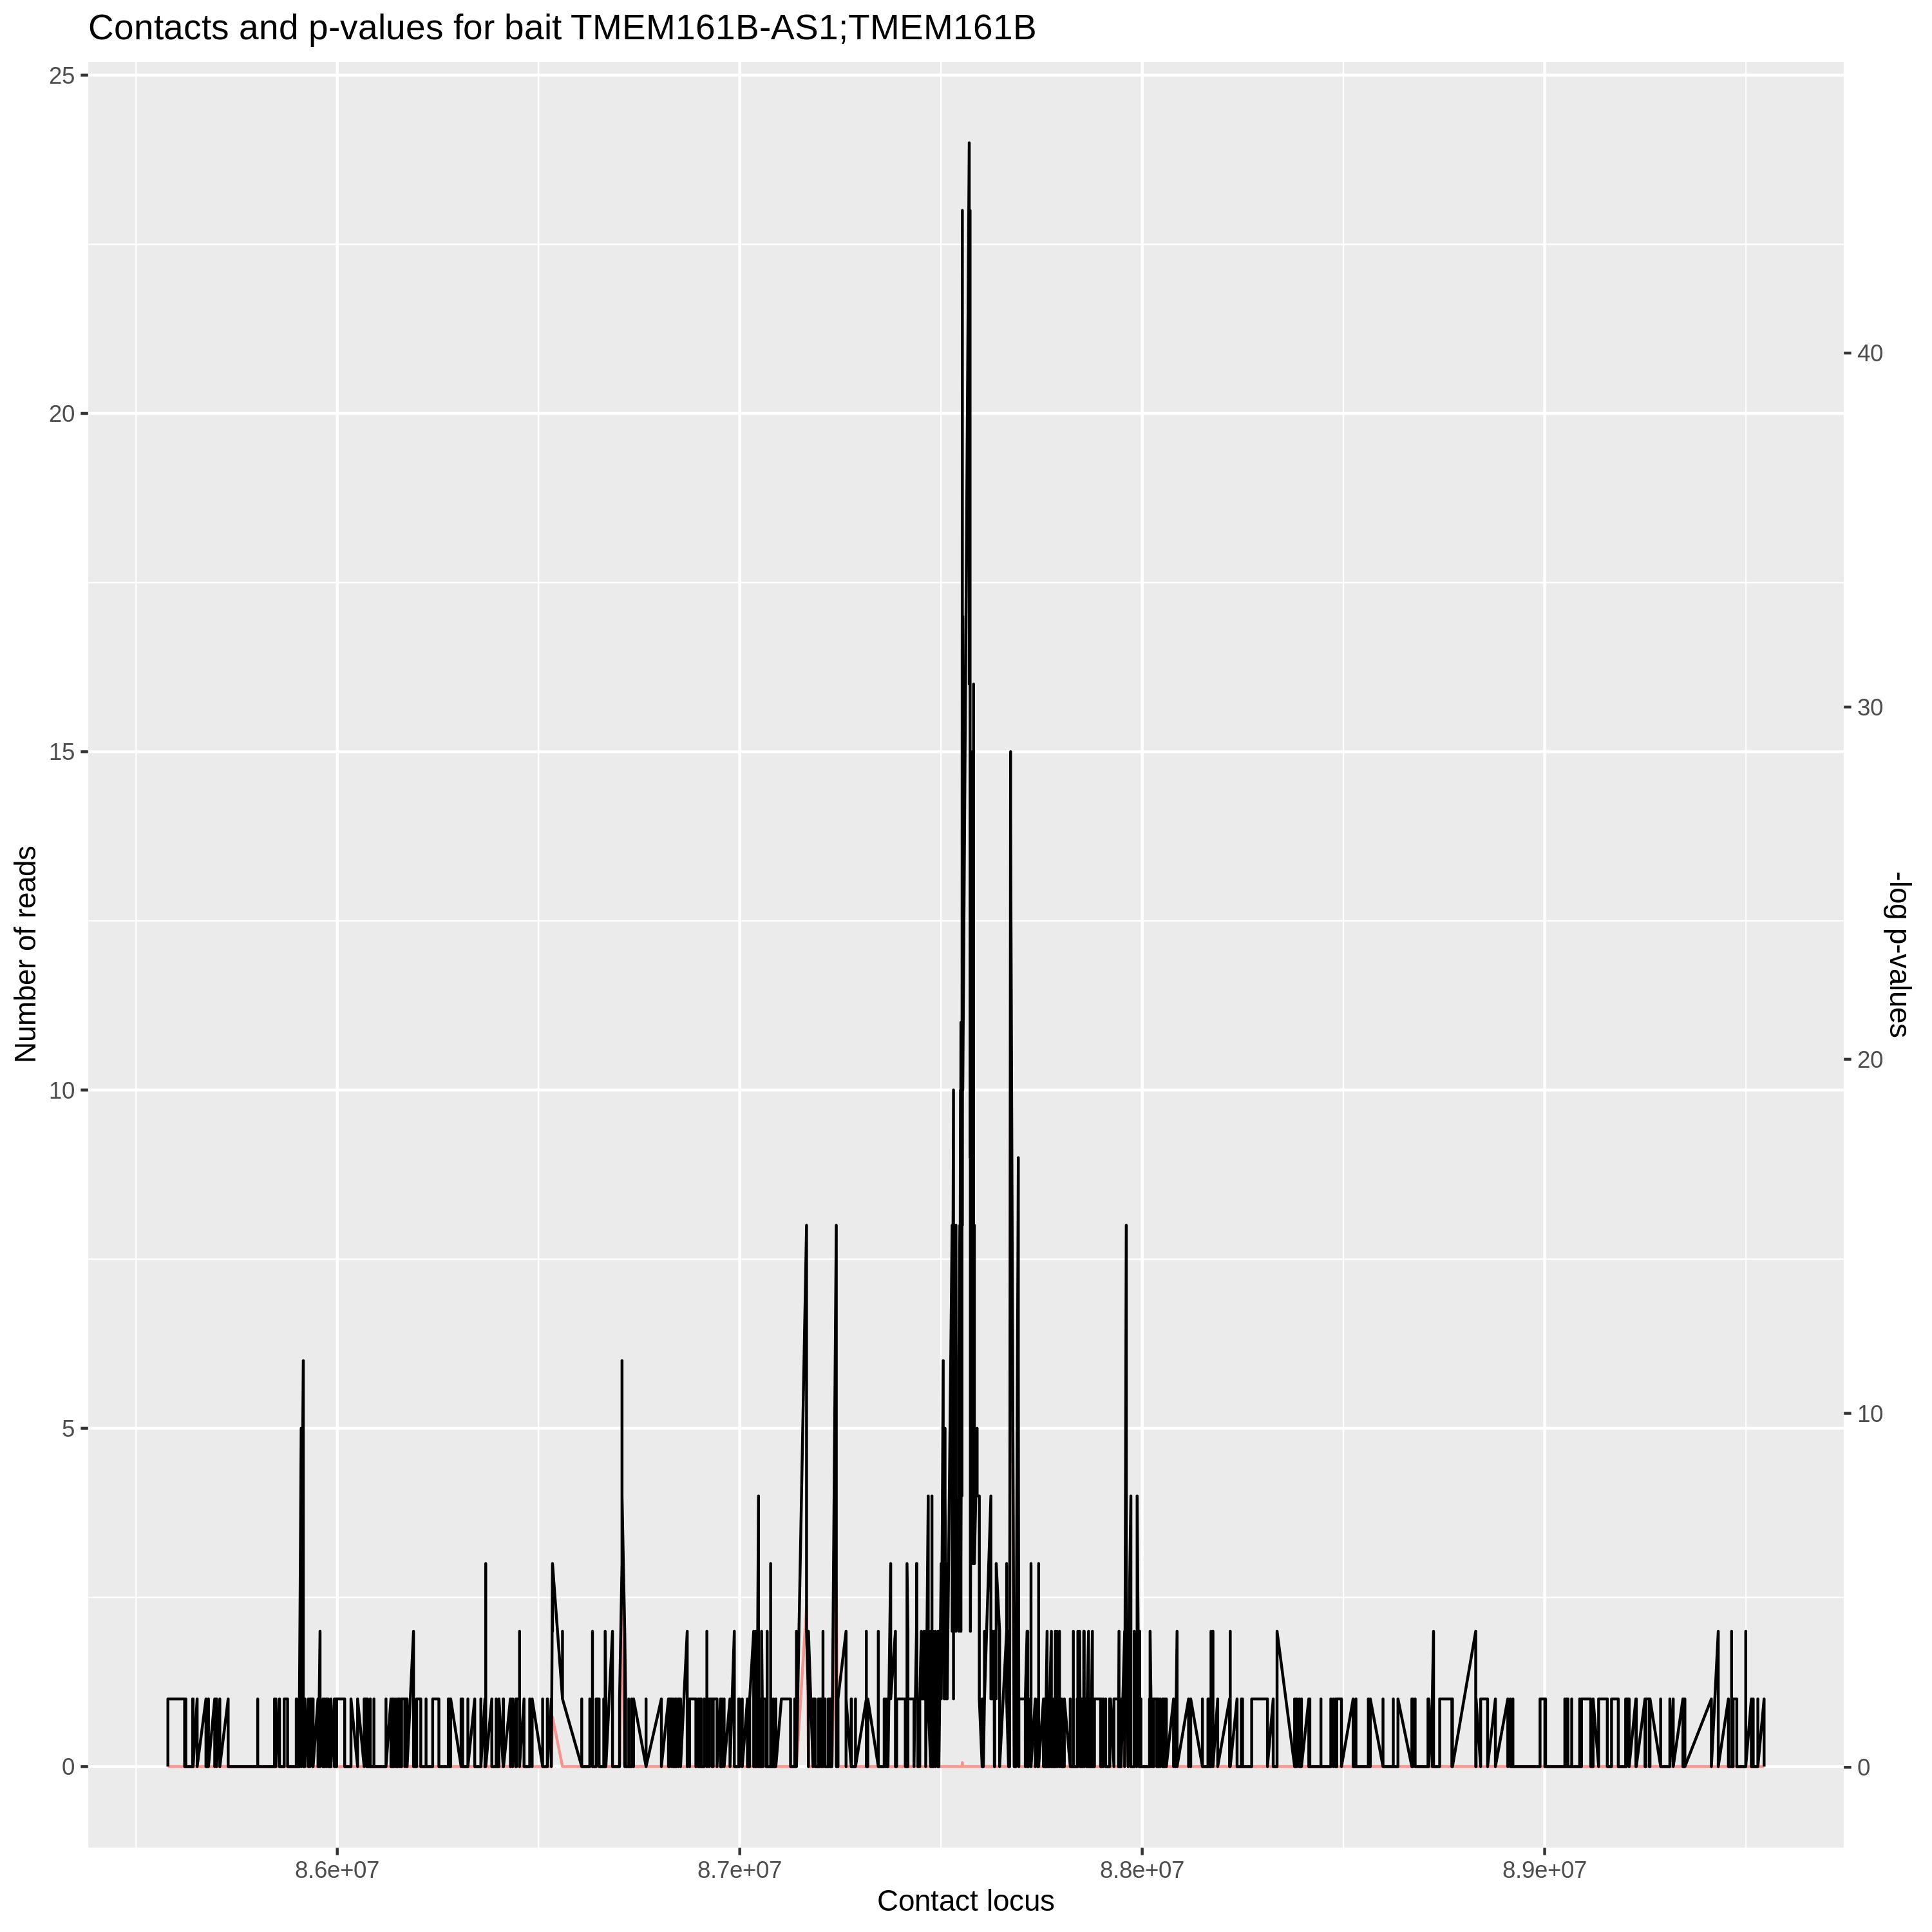 Contacts and p-values for bait TMEM161B-AS1;TMEM161B
25
20
15
10
5
0
Number of reads
40
30
20
10
0
-log p-values
8.6e+07
8.7e+07
8.8e+07
8.9e+07
Contact locus